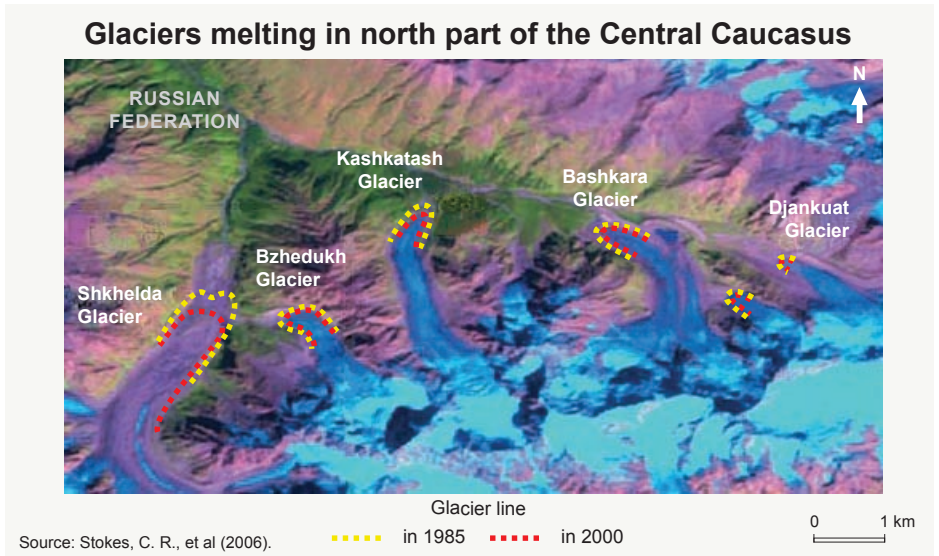 Glaciers melting in north part of the Central Caucasus
RUSSIAN
FEDERATION
N
Kashkatash
Glacier
Bashkara
Glacier
Djankuat
Glacier
Bzhedukh
Glacier
Shkhelda
Glacier
Glacier line
in 1985
in 2000
0
1 km
Source: Stokes, C. R., et al (2006).